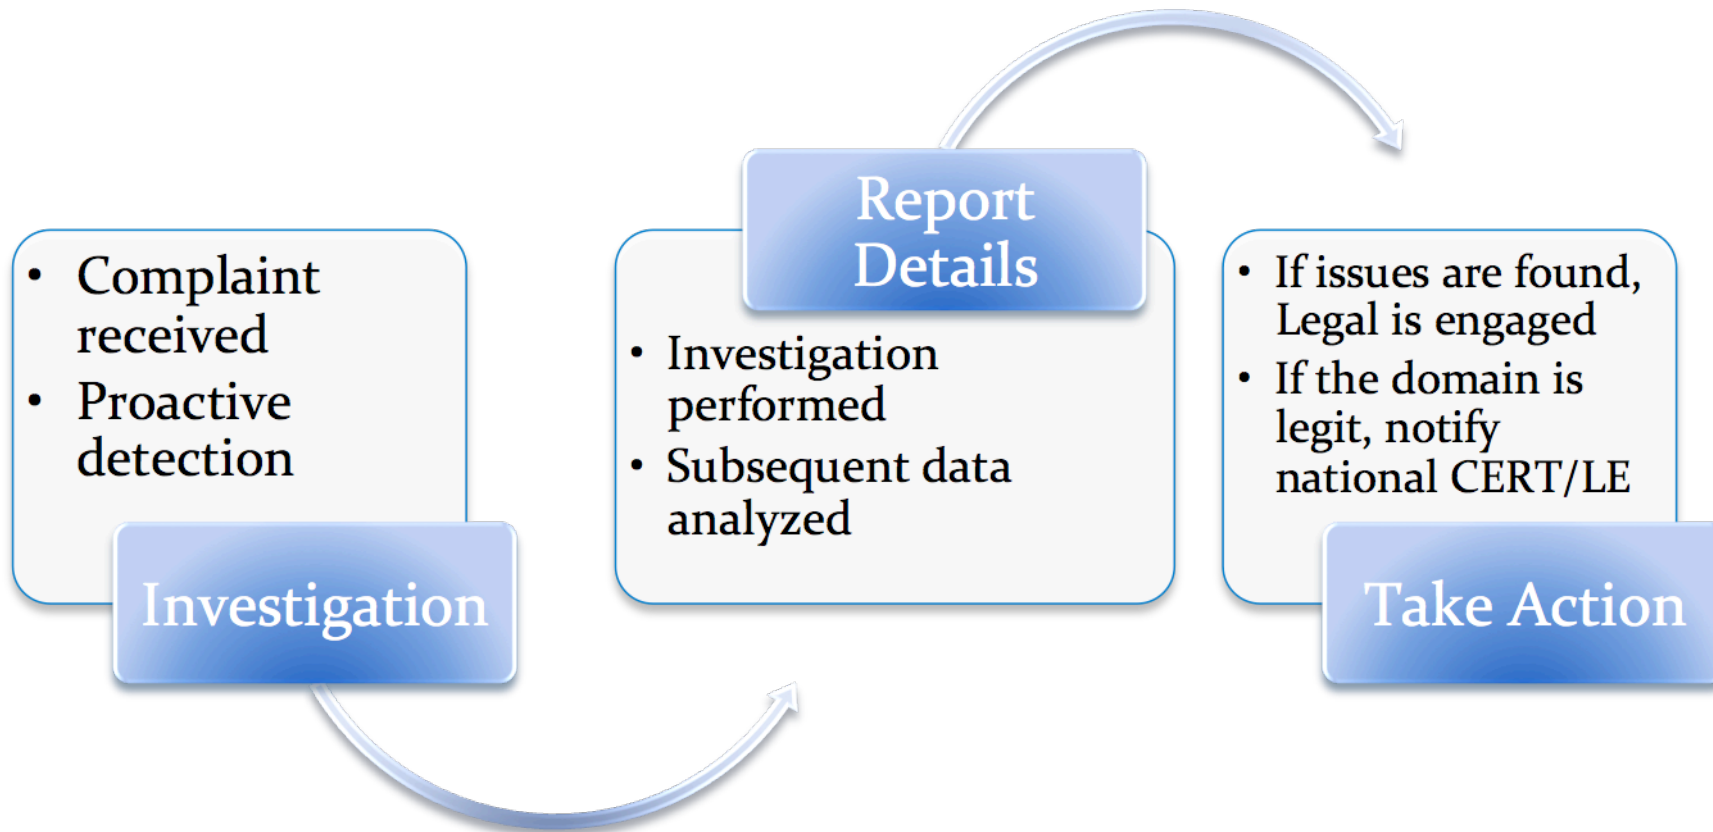 • Complaint
received
• Proactive
detection
Investigation
Report
Details
• Investigation
performed
• Subsequent data
analyzed
• If issues are found,
Legal is engaged
• If the domain is
legit, notify
national CERT/LE
Take Action